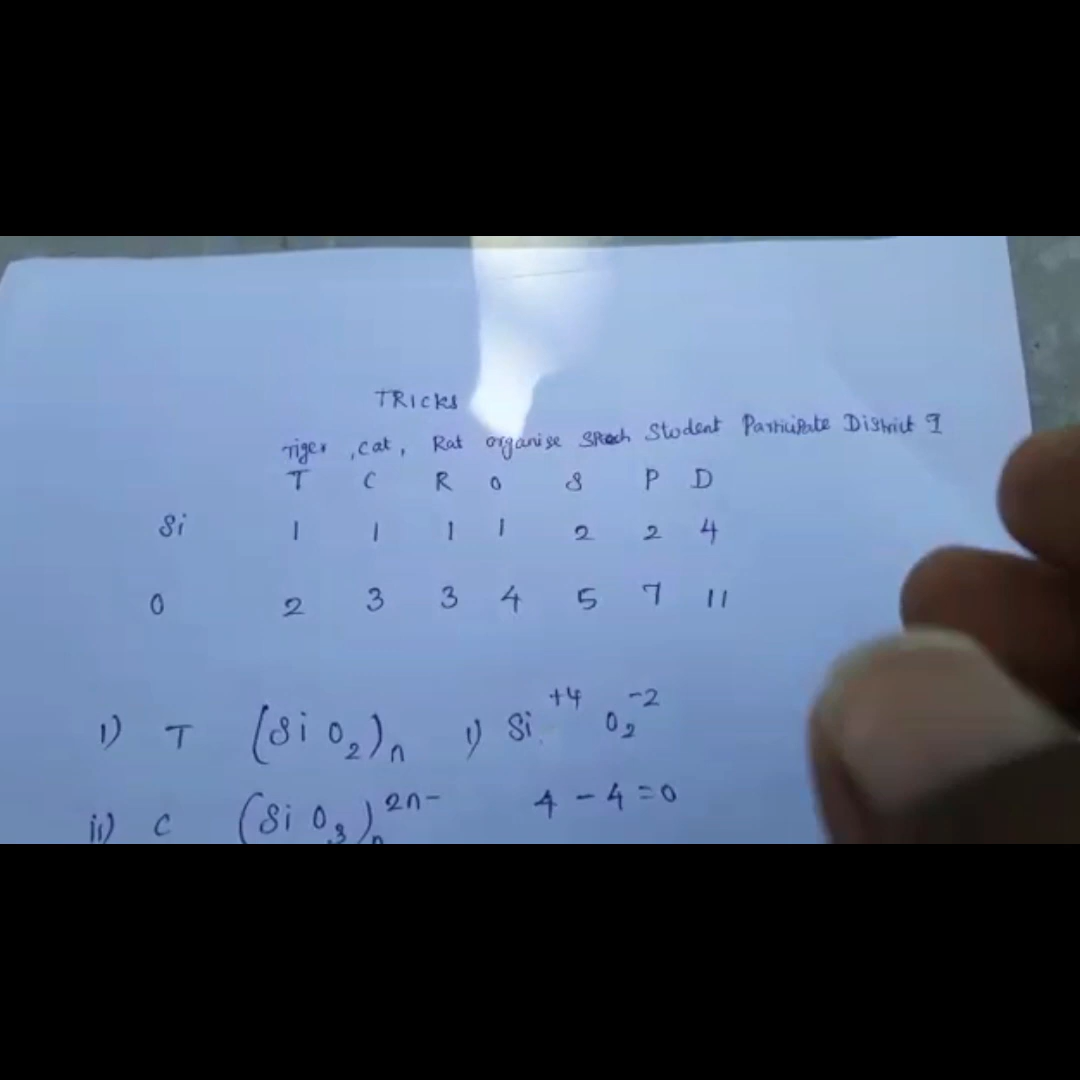 TRICKS
Tiger, Cat, Rat Organise Student Participate District
T C R O S P D
Si 1 1 1 1 2 2 4
O 2 3 3 4 5 7 11
i) T (SiO₂)ₙ i) Si⁺⁴ O₂⁻²
ii) C (SiO₃)ₙ²ⁿ⁻ 4 - 4 = 0